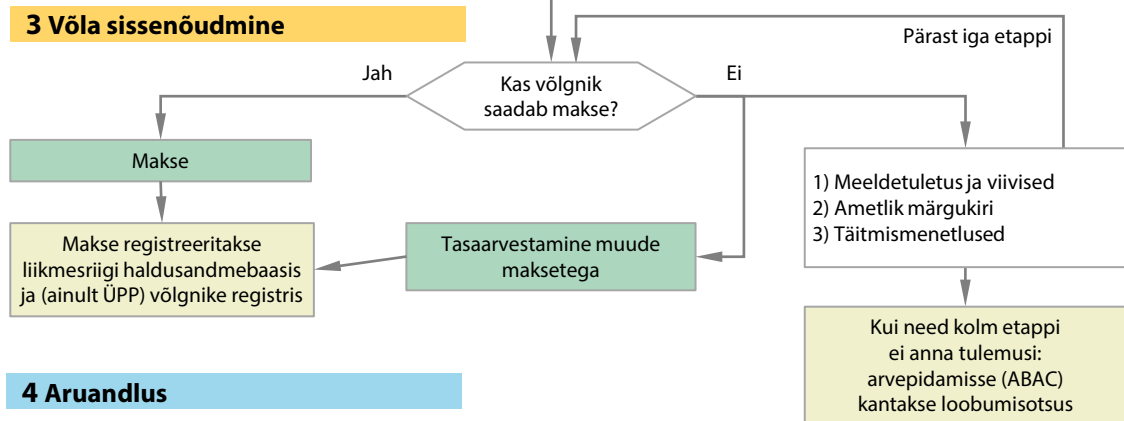 3 Võla sissenõudmine
Pärast iga etappi
Jah
Kas võlgnik
saadab makse?
Ei
Makse
1) Meeldetuletus ja viivised
2) Ametlik märgukiri
3) Täitmismenetlused
Makse registreeritakse
liikmesriigi haldusandmebaasis
ja (ainult ÜPP) võlgnike registris
Tasaarvestamine muude
maksetega
Kui need kolm etappi
ei anna tulemusi:
arvepidamisse (ABAC)
kantakse loobumisotsus
4 Aruandlus